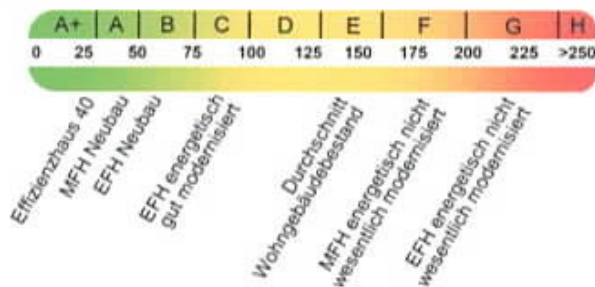 A+ A B C D E F G H
0 25 50 75 100 125 150 175 200 225 >250
Effizienzhaus 40
MFH Neubau
EFH Neubau
EFH energetisch
gut modernisiert
Durchschnitt
Wohngebäudebestand
MFH energetisch nicht
wesentlich modernisiert
EFH energetisch nicht
wesentlich modernisiert